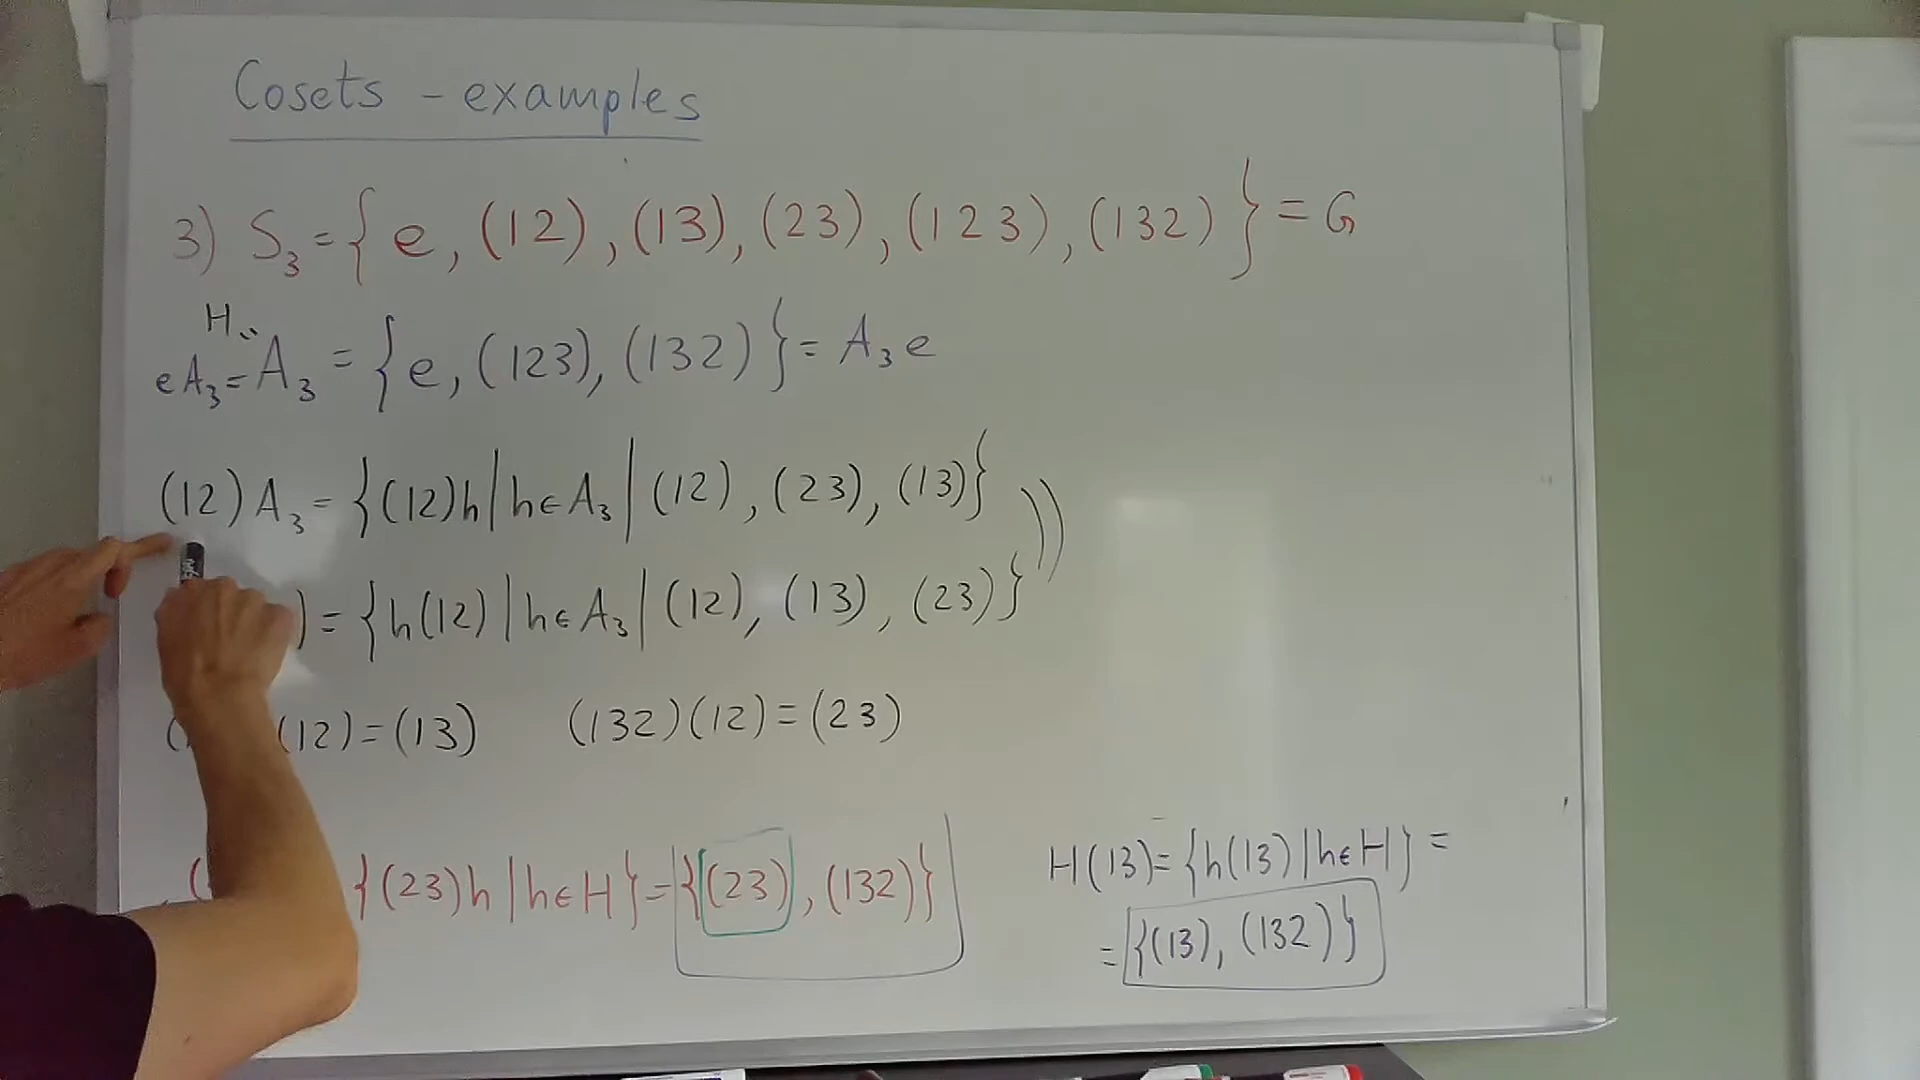 Cosets - examples
3) S₃ = { e, (12), (13), (23), (123), (132) } = G
H
eA₃ = A₃ = { e, (123), (132) } = A₃e
(12) A₃ = { (12)h | h ∈ A₃ | (12), (23), (13) }
) = { h(12) | h ∈ A₃ | (12), (13), (23) }
(12) = (13) (132)(12) = (23)
{ (23)h | h ∈ H } = { (23), (132) }
H(13) = { h(13) | h ∈ H } =
= { (13), (132) }